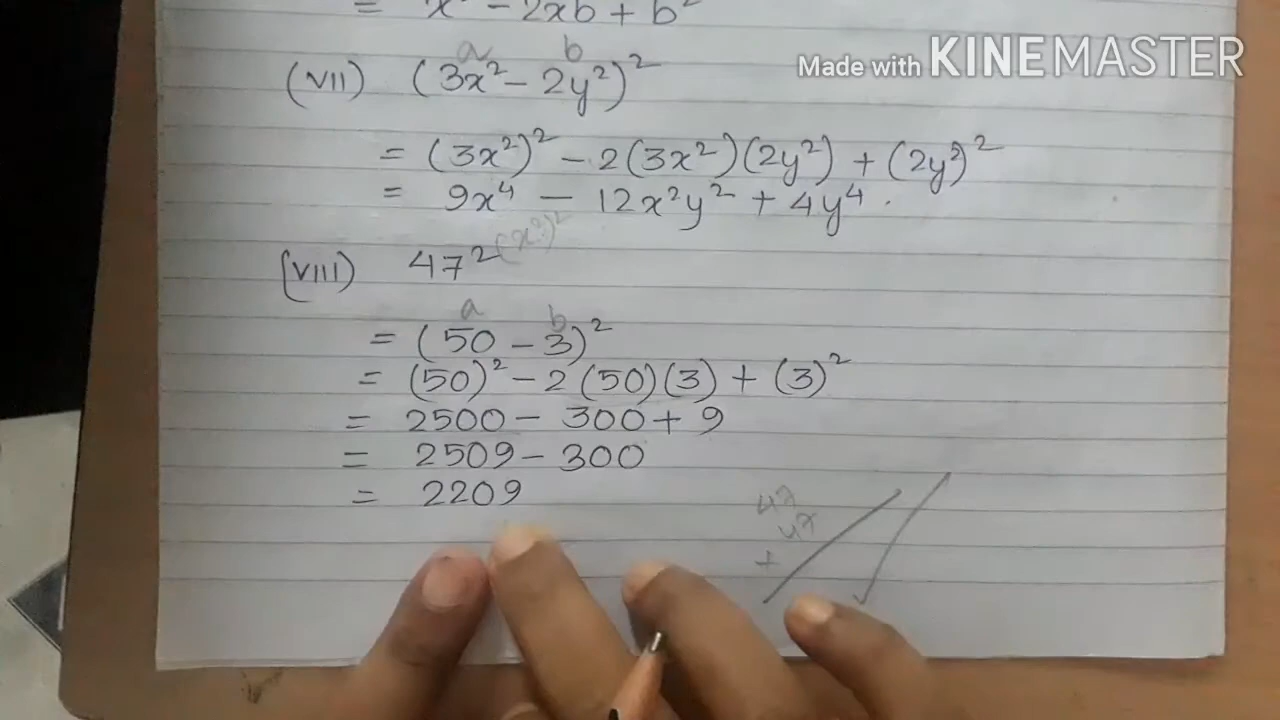 = x² - 2xb + b²
Made with KINEMASTER
a b
(VII) (3x² - 2y²)²
= (3x²)² - 2(3x²)(2y²) + (2y²)²
= 9x⁴ - 12x²y² + 4y⁴.
(x²)²
(VIII) 47²
a b
= (50 - 3)²
= (50)² - 2(50)(3) + (3)²
= 2500 - 300 + 9
= 2509 - 300
= 2209
47
47
+